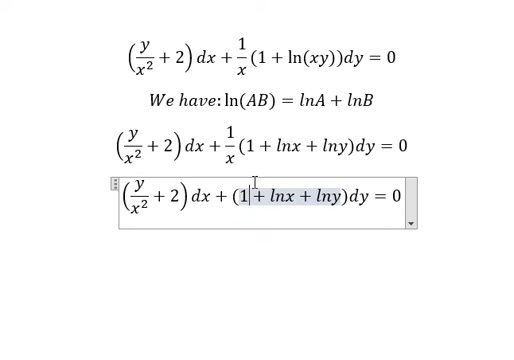 (y/x² + 2) dx + 1/x (1 + ln(xy))dy = 0
We have: ln(AB) = lnA + lnB
(y/x² + 2) dx + 1/x (1 + lnx + lny)dy = 0
(y/x² + 2) dx + (1 + lnx + lny)dy = 0